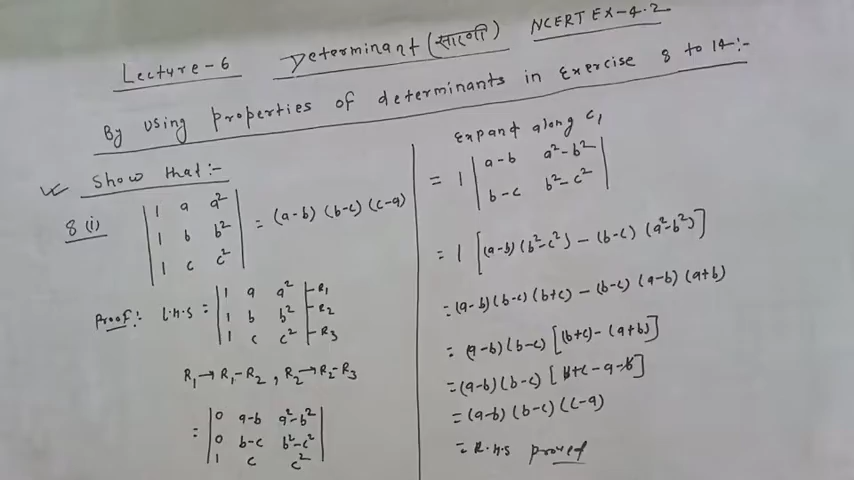 Lecture-6 Determinant (सारणी) NCERT EX-4.2
By using properties of determinants in Exercise 8 to 14:-
Show that:-
8(i) | 1 a a² | = (a-b) (b-c) (c-a)
| 1 b b² |
| 1 c c² |
Proof:- L.H.S = | 1 a a² | - R₁
| 1 b b² | - R₂
| 1 c c² | - R₃
R₁→R₁-R₂, R₂→R₂-R₃
= | 0 a-b a²-b² |
| 0 b-c b²-c² |
| 1 c c² |
Expand along C₁
= 1 | a-b a²-b² |
| b-c b²-c² |
= 1 [(a-b) (b²-c²) - (b-c) (a²-b²)]
= (a-b) (b-c) (b+c) - (b-c) (a-b) (a+b)
= (a-b) (b-c) [(b+c) - (a+b)]
= (a-b) (b-c) [b+c-a-b]
= (a-b) (b-c) (c-a)
= R.H.S proved